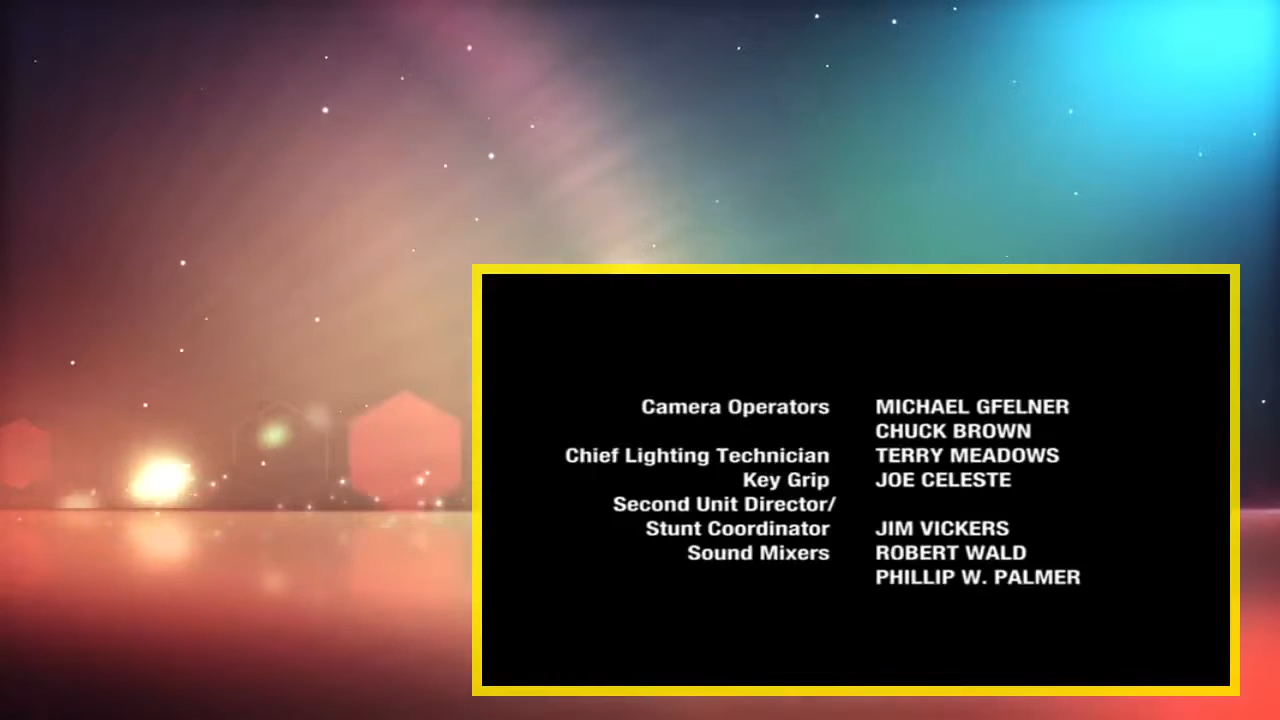 Camera Operators MICHAEL GFELNER
CHUCK BROWN
Chief Lighting Technician TERRY MEADOWS
Key Grip JOE CELESTE
Second Unit Director/
Stunt Coordinator JIM VICKERS
Sound Mixers ROBERT WALD
PHILLIP W. PALMER